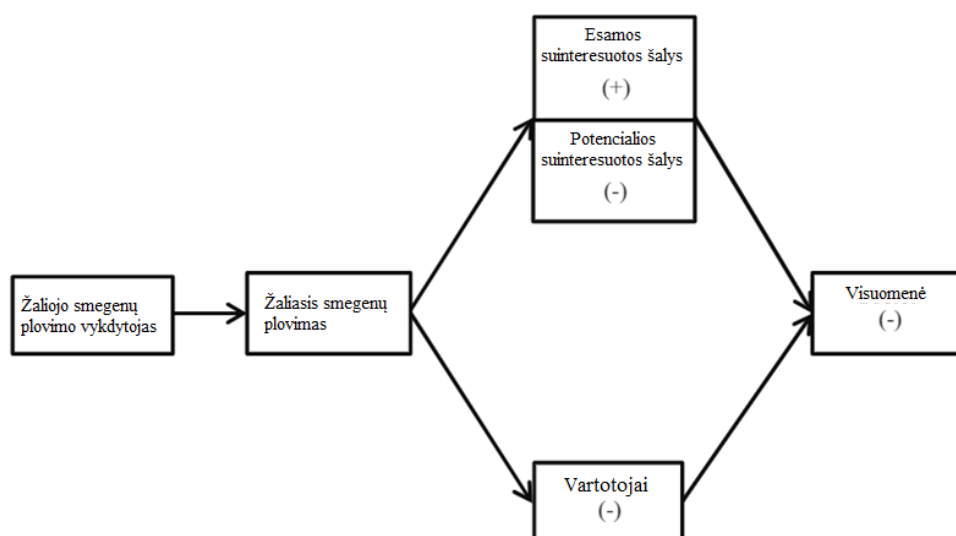 Esamos
suinteresuotos šalys
(+)
Potencialios
suinteresuotos šalys
(-)
Žaliojo smegenų
plovimo vykdytojas
Žaliasis smegenų
plovimas
Visuomenė
(-)
Vartotojai
(-)